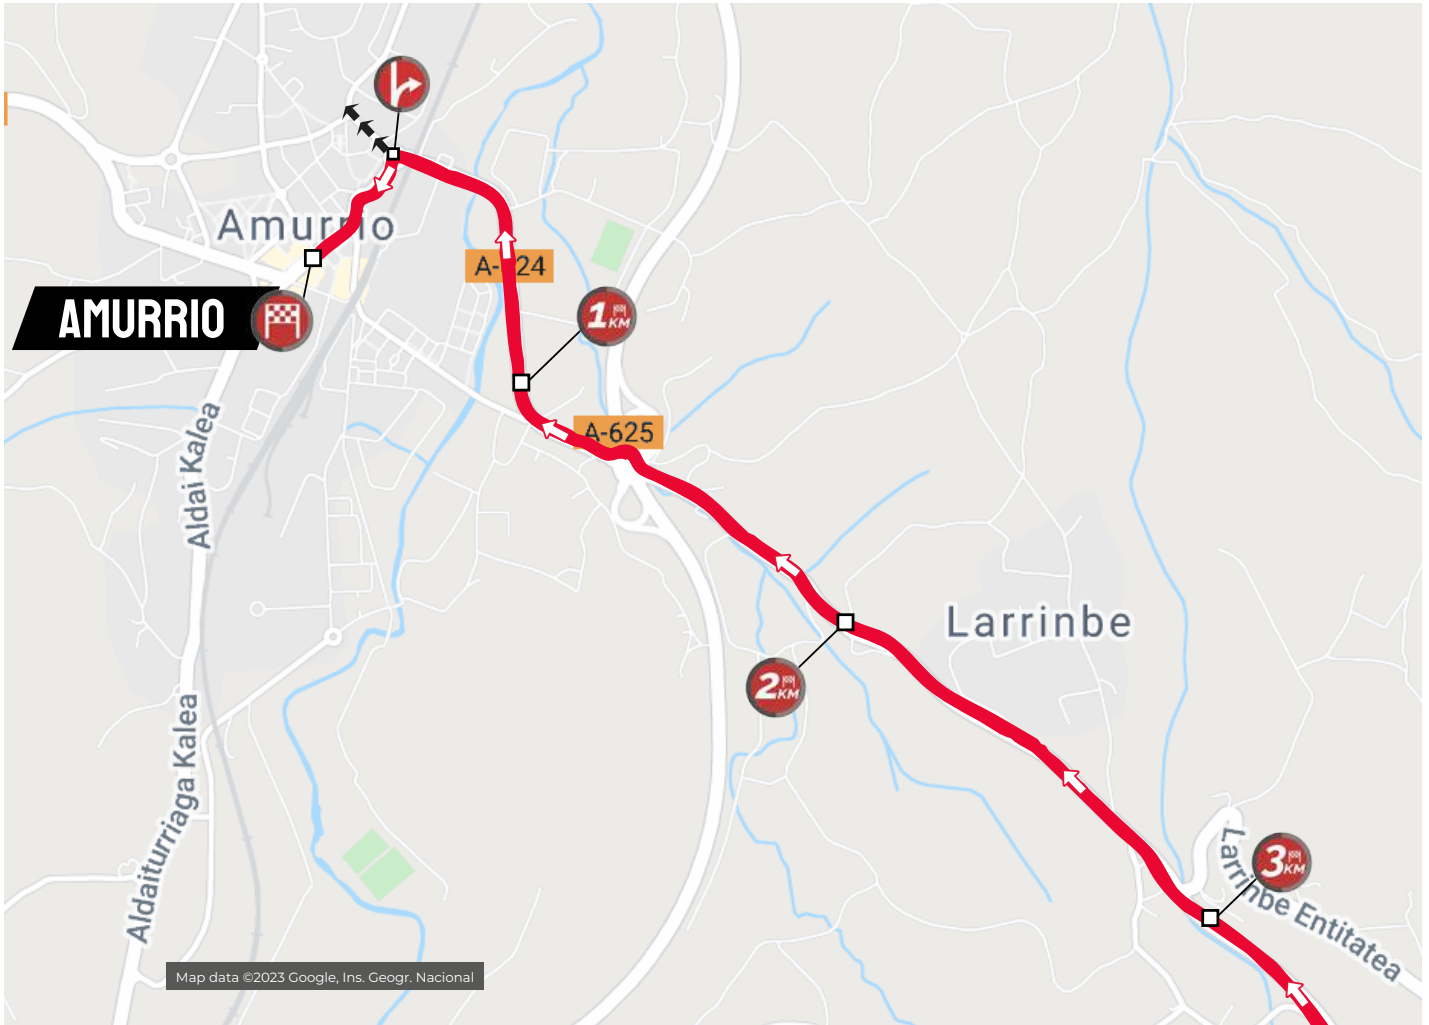 Amurrio
A-624
AMURRIO
1 KM
A-625
Aldai Kalea
Larrinbe
2 KM
Aldaiturriaga Kalea
3 KM
Larrinbe Entitatea
Map data ©2023 Google, Ins. Geogr. Nacional